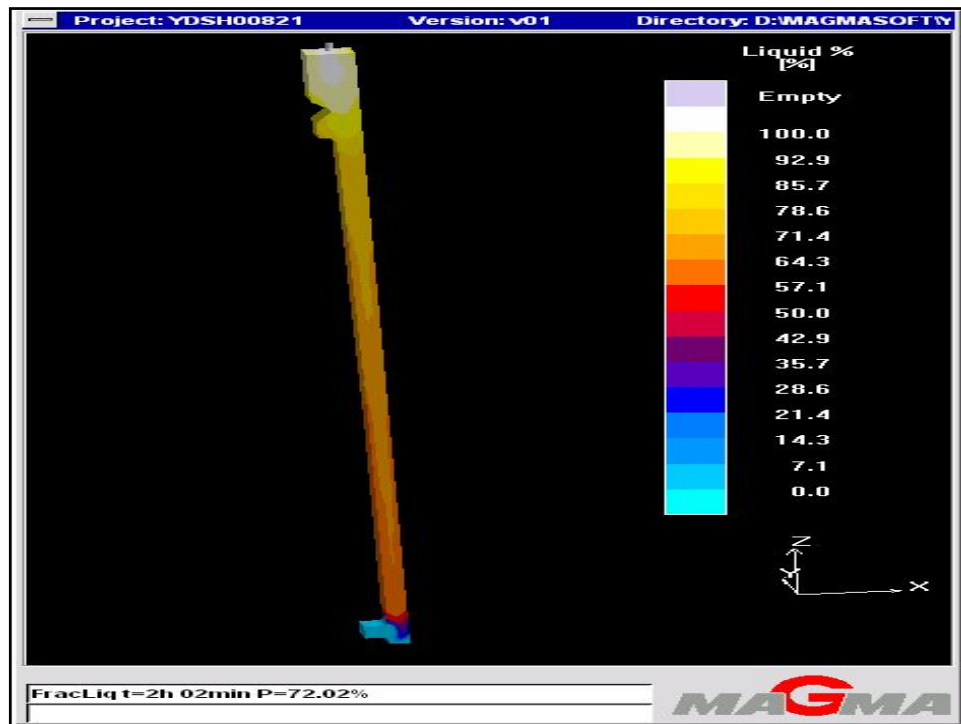 Project: YDSH00821 Version: v01 Directory: D:\MAGMASOFT\Y
Liquid %
[%]
Empty
100.0
92.9
85.7
78.6
71.4
64.3
57.1
50.0
42.9
35.7
28.6
21.4
14.3
7.1
0.0
Z
Y
X
FracLiq t=2h 02min P=72.02%
MAGMA